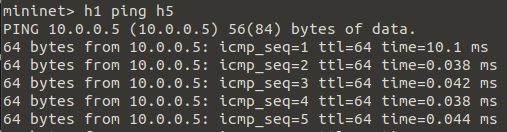 mininet> h1 ping h5
PING 10.0.0.5 (10.0.0.5) 56(84) bytes of data.
64 bytes from 10.0.0.5: icmp_seq=1 ttl=64 time=10.1 ms
64 bytes from 10.0.0.5: icmp_seq=2 ttl=64 time=0.038 ms
64 bytes from 10.0.0.5: icmp_seq=3 ttl=64 time=0.042 ms
64 bytes from 10.0.0.5: icmp_seq=4 ttl=64 time=0.038 ms
64 bytes from 10.0.0.5: icmp_seq=5 ttl=64 time=0.044 ms